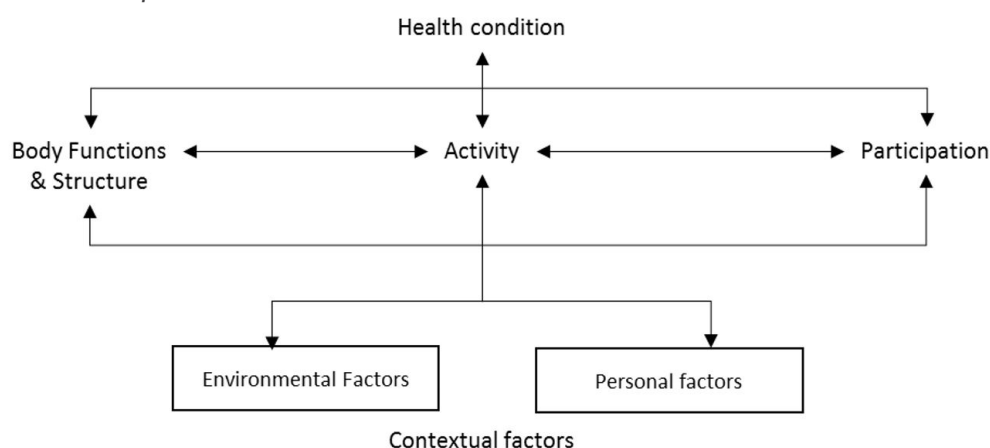 Health condition
Body Functions
& Structure
Activity
Participation
Environmental Factors
Personal factors
Contextual factors